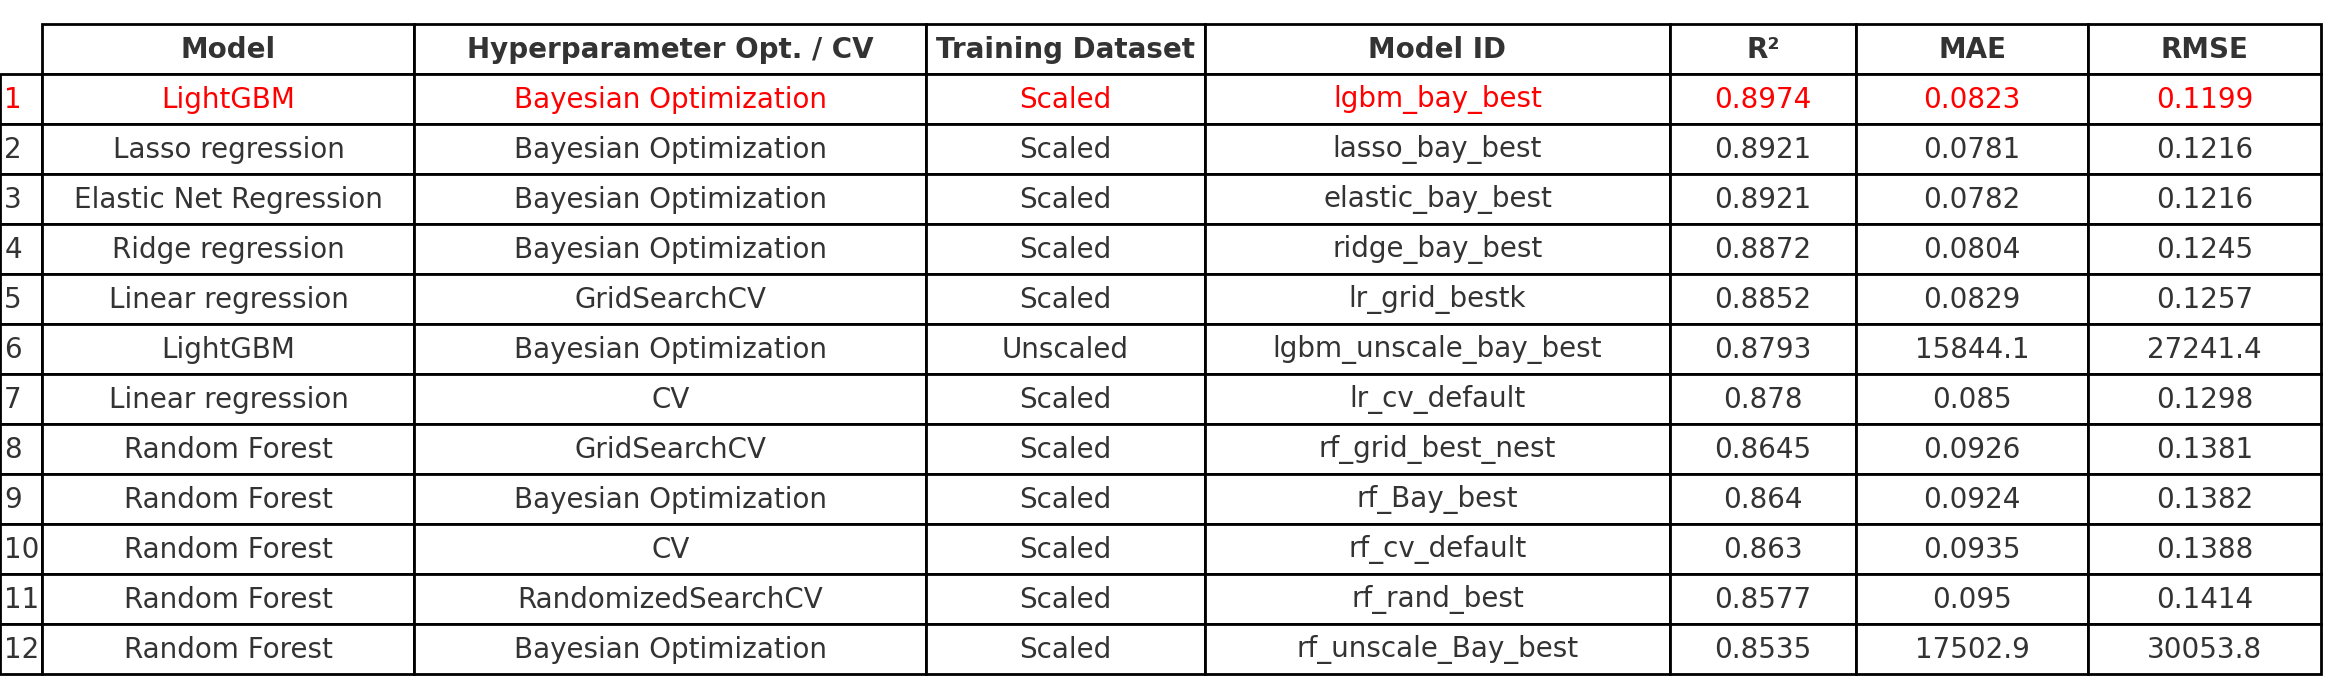 Model Hyperparameter Opt. / CV Training Dataset Model ID R² MAE RMSE
1 LightGBM Bayesian Optimization Scaled lgbm_bay_best 0.8974 0.0823 0.1199
2 Lasso regression Bayesian Optimization Scaled lasso_bay_best 0.8921 0.0781 0.1216
3 Elastic Net Regression Bayesian Optimization Scaled elastic_bay_best 0.8921 0.0782 0.1216
4 Ridge regression Bayesian Optimization Scaled ridge_bay_best 0.8872 0.0804 0.1245
5 Linear regression GridSearchCV Scaled lr_grid_bestk 0.8852 0.0829 0.1257
6 LightGBM Bayesian Optimization Unscaled lgbm_unscale_bay_best 0.8793 15844.1 27241.4
7 Linear regression CV Scaled lr_cv_default 0.878 0.085 0.1298
8 Random Forest GridSearchCV Scaled rf_grid_best_nest 0.8645 0.0926 0.1381
9 Random Forest Bayesian Optimization Scaled rf_Bay_best 0.864 0.0924 0.1382
10 Random Forest CV Scaled rf_cv_default 0.863 0.0935 0.1388
11 Random Forest RandomizedSearchCV Scaled rf_rand_best 0.8577 0.095 0.1414
12 Random Forest Bayesian Optimization Scaled rf_unscale_Bay_best 0.8535 17502.9 30053.8